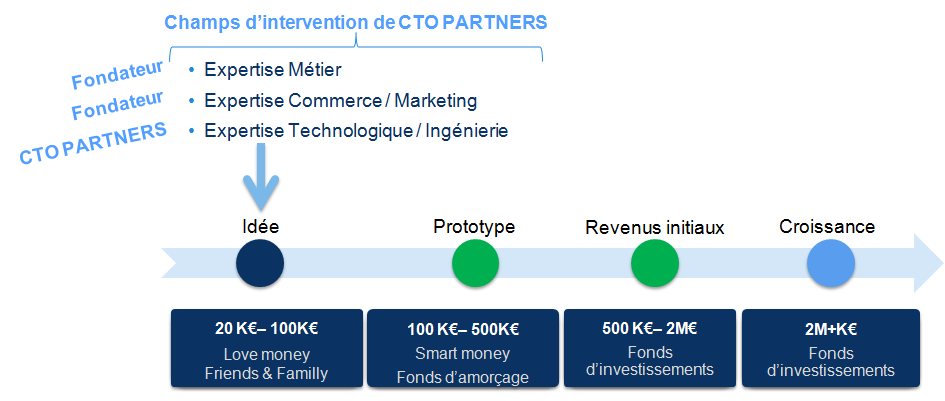 Champs d’intervention de CTO PARTNERS
Fondateur
• Expertise Métier
Fondateur
• Expertise Commerce / Marketing
CTO PARTNERS
• Expertise Technologique / Ingénierie
Idée
Prototype
Revenus initiaux
Croissance
20 K€– 100K€
Love money
Friends & Familly
100 K€– 500K€
Smart money
Fonds d’amorçage
500 K€– 2M€
Fonds
d’investissements
2M+K€
Fonds
d’investissements